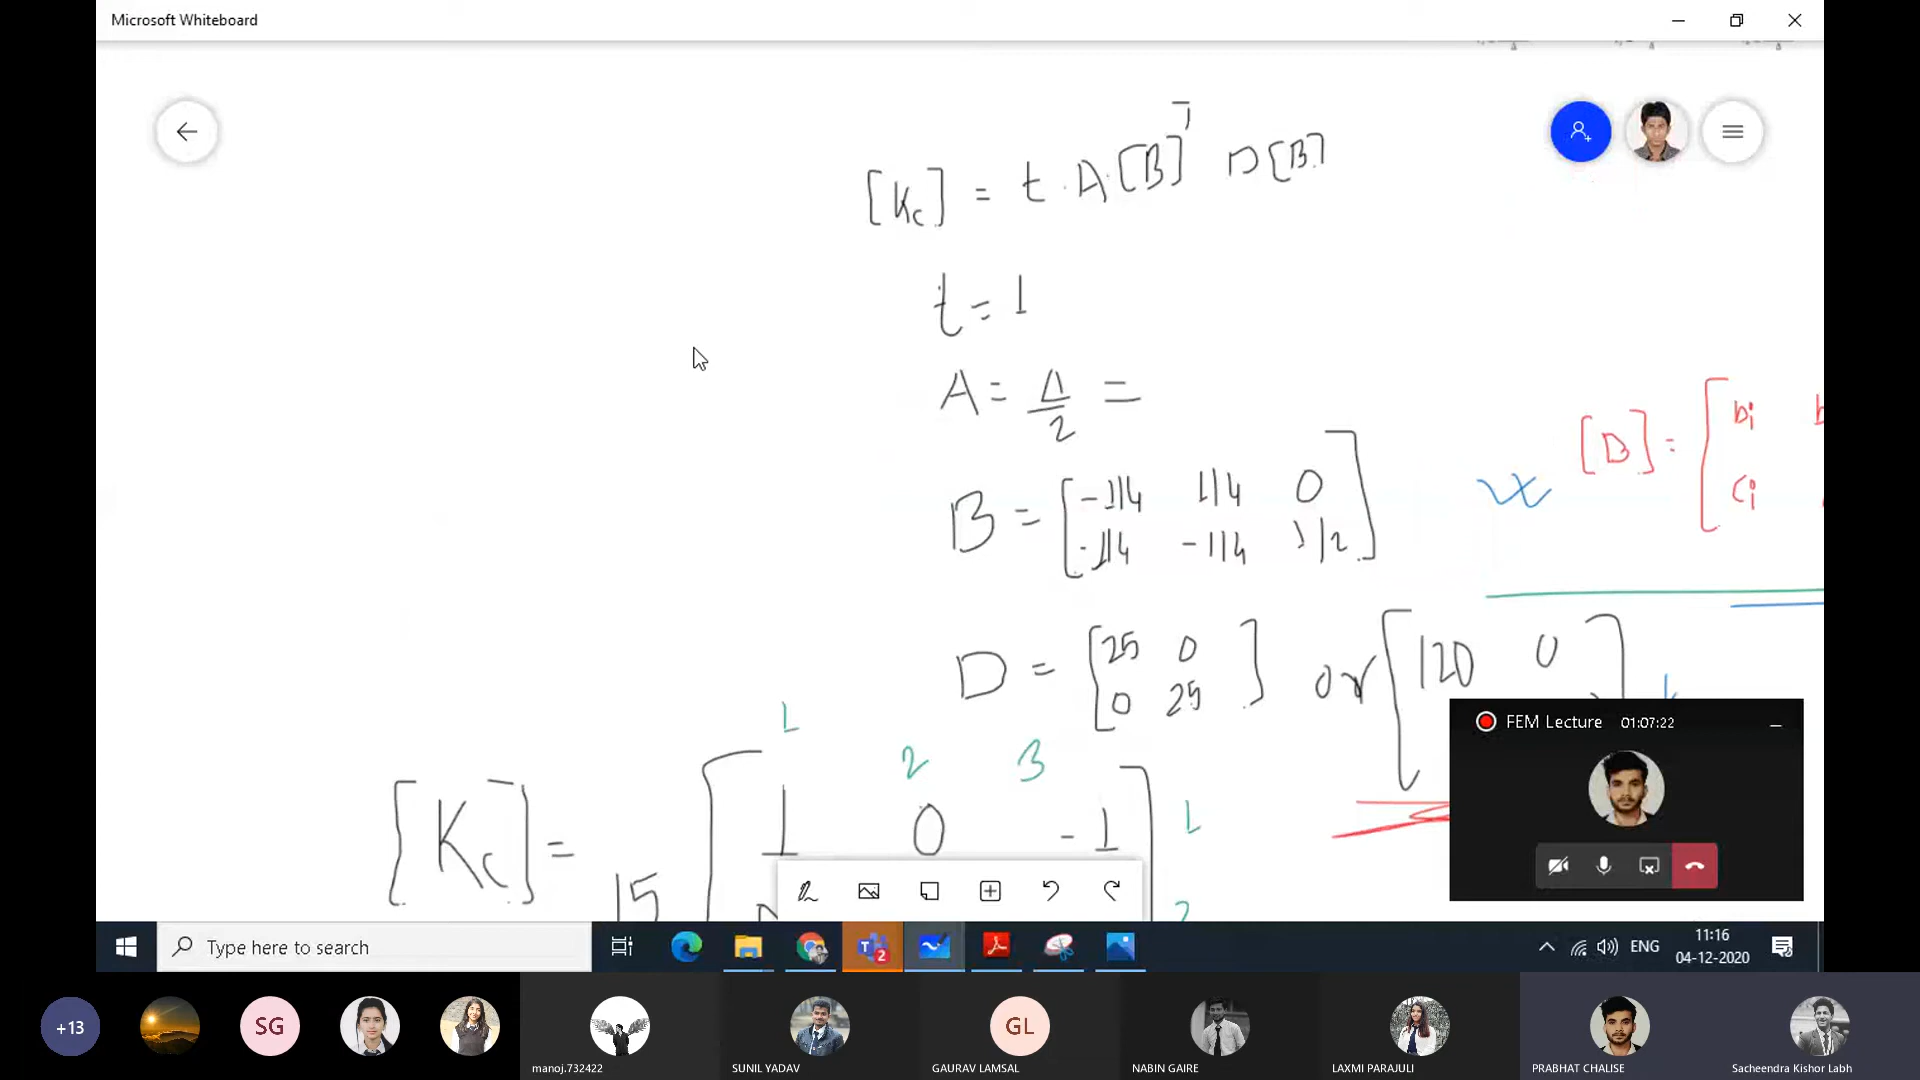 Microsoft Whiteboard
[Kc] = t . A . [B]ᵀ D [B]
t = 1
A = Δ/2 =
[B] = [ bi
Ci
B = [ -1/4 1/4 0 ]
-1/4 -1/4 1/2
D = [ 25 0 ] or [ 120 0 ]
0 25
1 2 3
[Kc] = 15 [ 1 0 -1 ] 1
2
FEM Lecture 01:07:22
Type here to search
T 2
ENG
11:16
04-12-2020
+13
SG
GL
manoj.732422
SUNIL YADAV
GAURAV LAMSAL
NABIN GAIRE
LAXMI PARAJULI
PRABHAT CHALISE
Sacheendra Kishor Labh